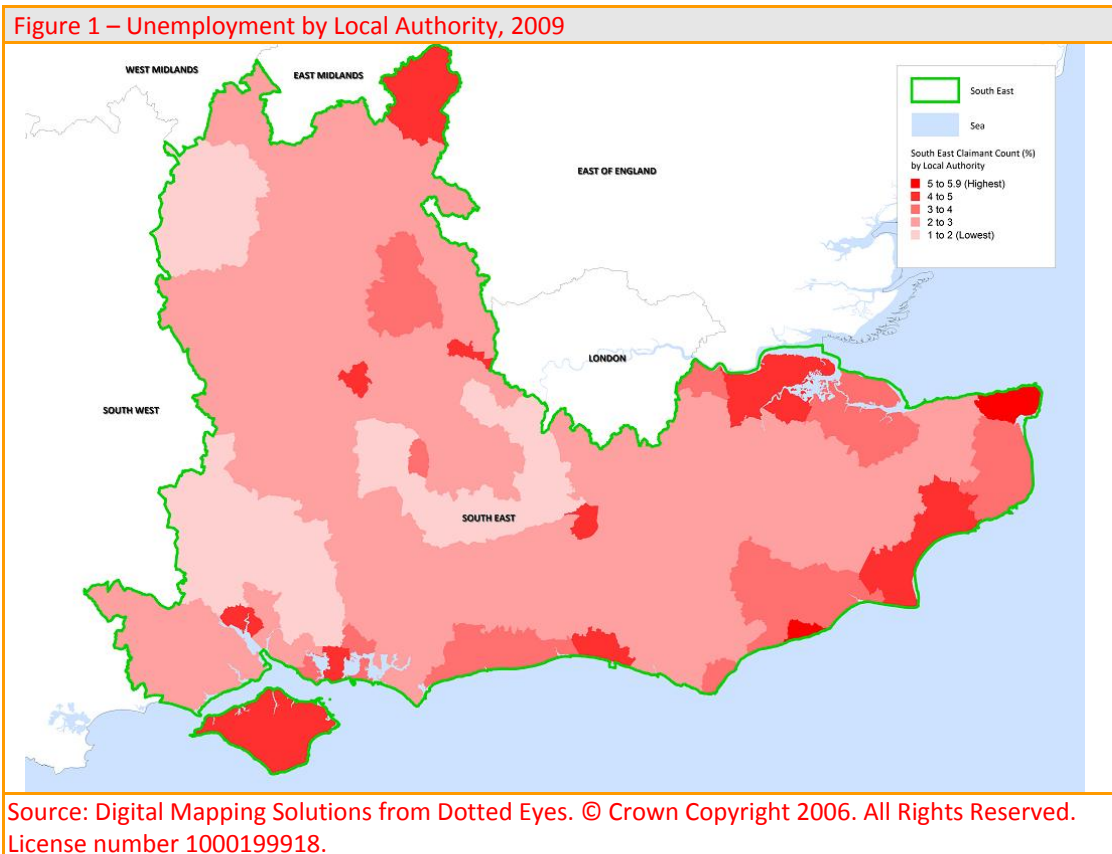 Figure 1 – Unemployment by Local Authority, 2009
WEST MIDLANDS
EAST MIDLANDS
EAST OF ENGLAND
LONDON
SOUTH WEST
SOUTH EAST
South East
Sea
South East Claimant Count (%)
by Local Authority
5 to 5.9 (Highest)
4 to 5
3 to 4
2 to 3
1 to 2 (Lowest)
Source: Digital Mapping Solutions from Dotted Eyes. © Crown Copyright 2006. All Rights Reserved.
License number 1000199918.